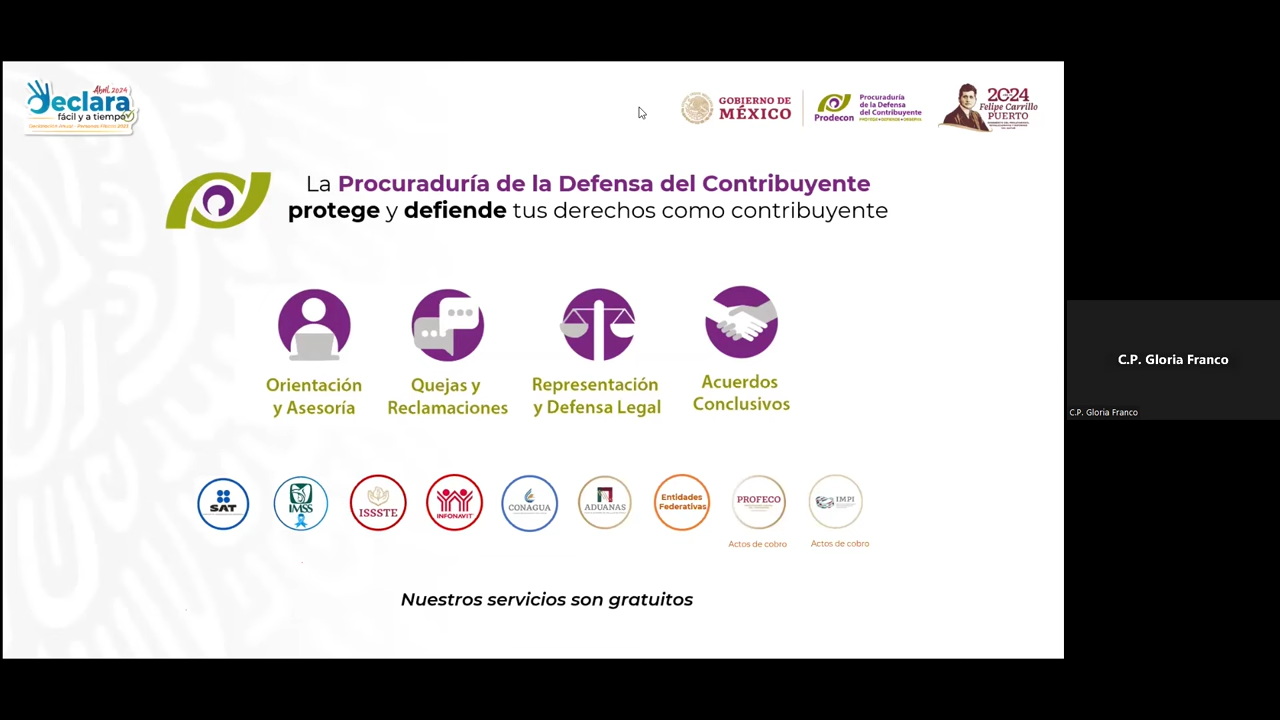 Abril 2024
Declara
fácil y a tiempo
GOBIERNO DE
MÉXICO
Prodecon
Procuraduría
de la Defensa
del Contribuyente
PROTEGE • DEFIENDE • OBSERVA
2024
Felipe Carrillo
PUERTO
La Procuraduría de la Defensa del Contribuyente
protege y defiende tus derechos como contribuyente
Orientación
y Asesoría
Quejas y
Reclamaciones
Representación
y Defensa Legal
Acuerdos
Conclusivos
SAT
IMSS
ISSSTE
INFONAVIT
CONAGUA
ADUANAS
Entidades
Federativas
PROFECO
IMPI
Actos de cobro
Actos de cobro
Nuestros servicios son gratuitos
C.P. Gloria Franco
C.P. Gloria Franco